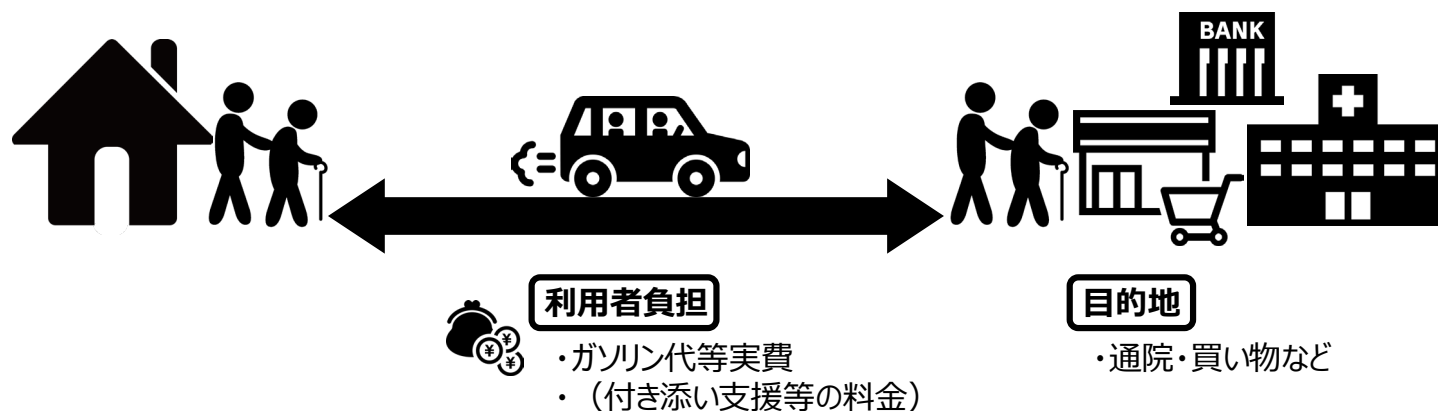 BANK
利用者負担
・ガソリン代等実費
・（付き添い支援等の料金）
¥
¥
¥
目的地
・通院・買い物など